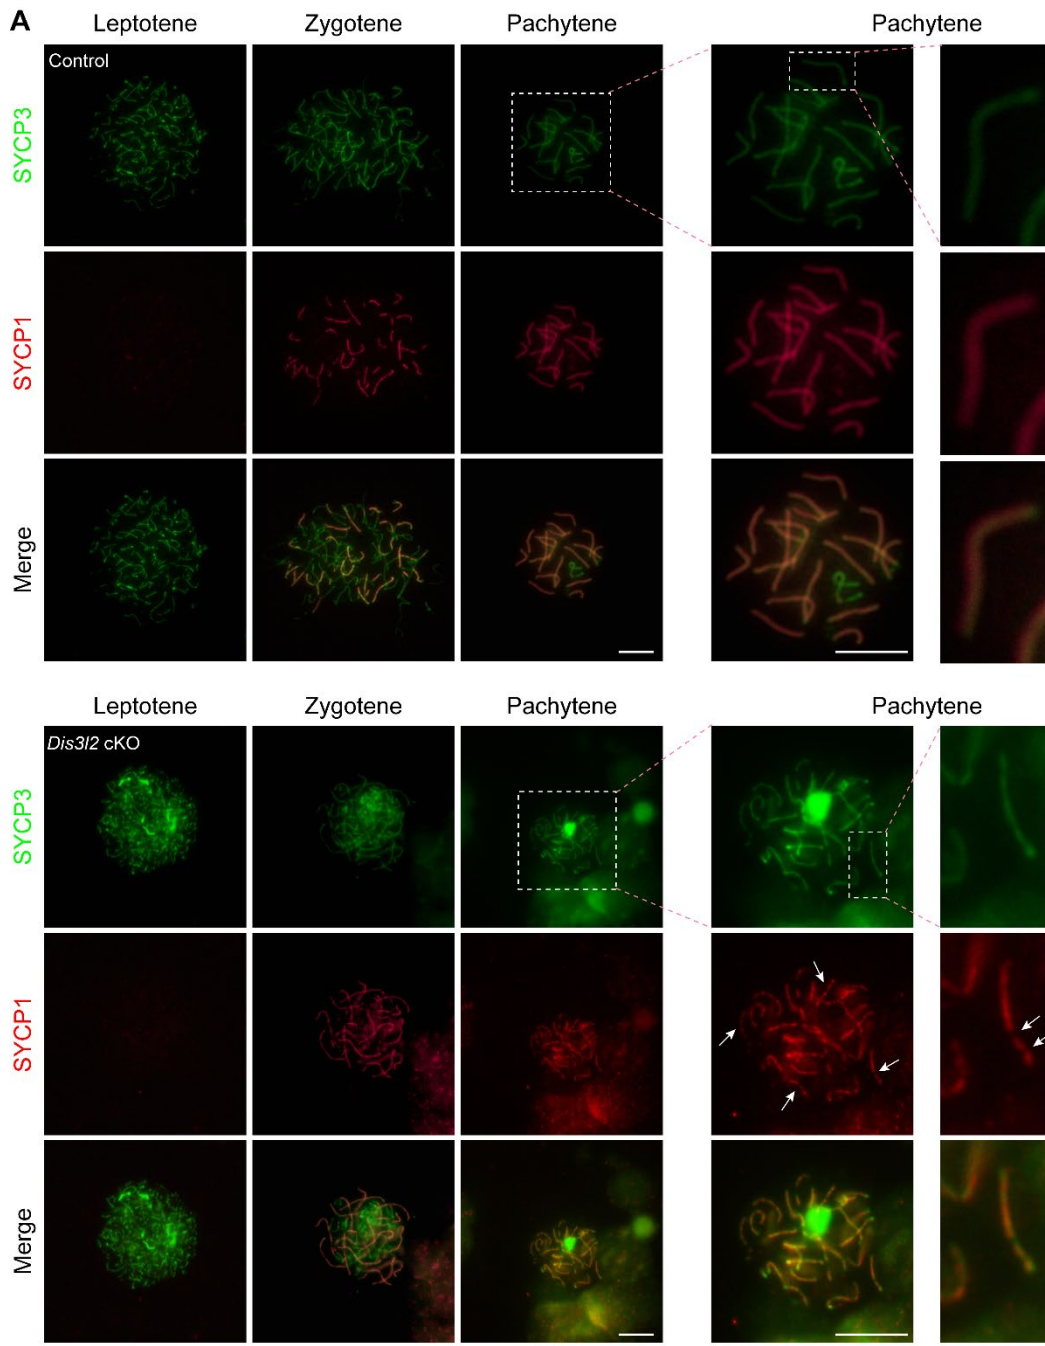 A
Leptotene
Zygotene
Pachytene
Pachytene
Control
SYCP3
SYCP1
Merge
Leptotene
Zygotene
Pachytene
Pachytene
Dis3l2 cKO
SYCP3
SYCP1
Merge